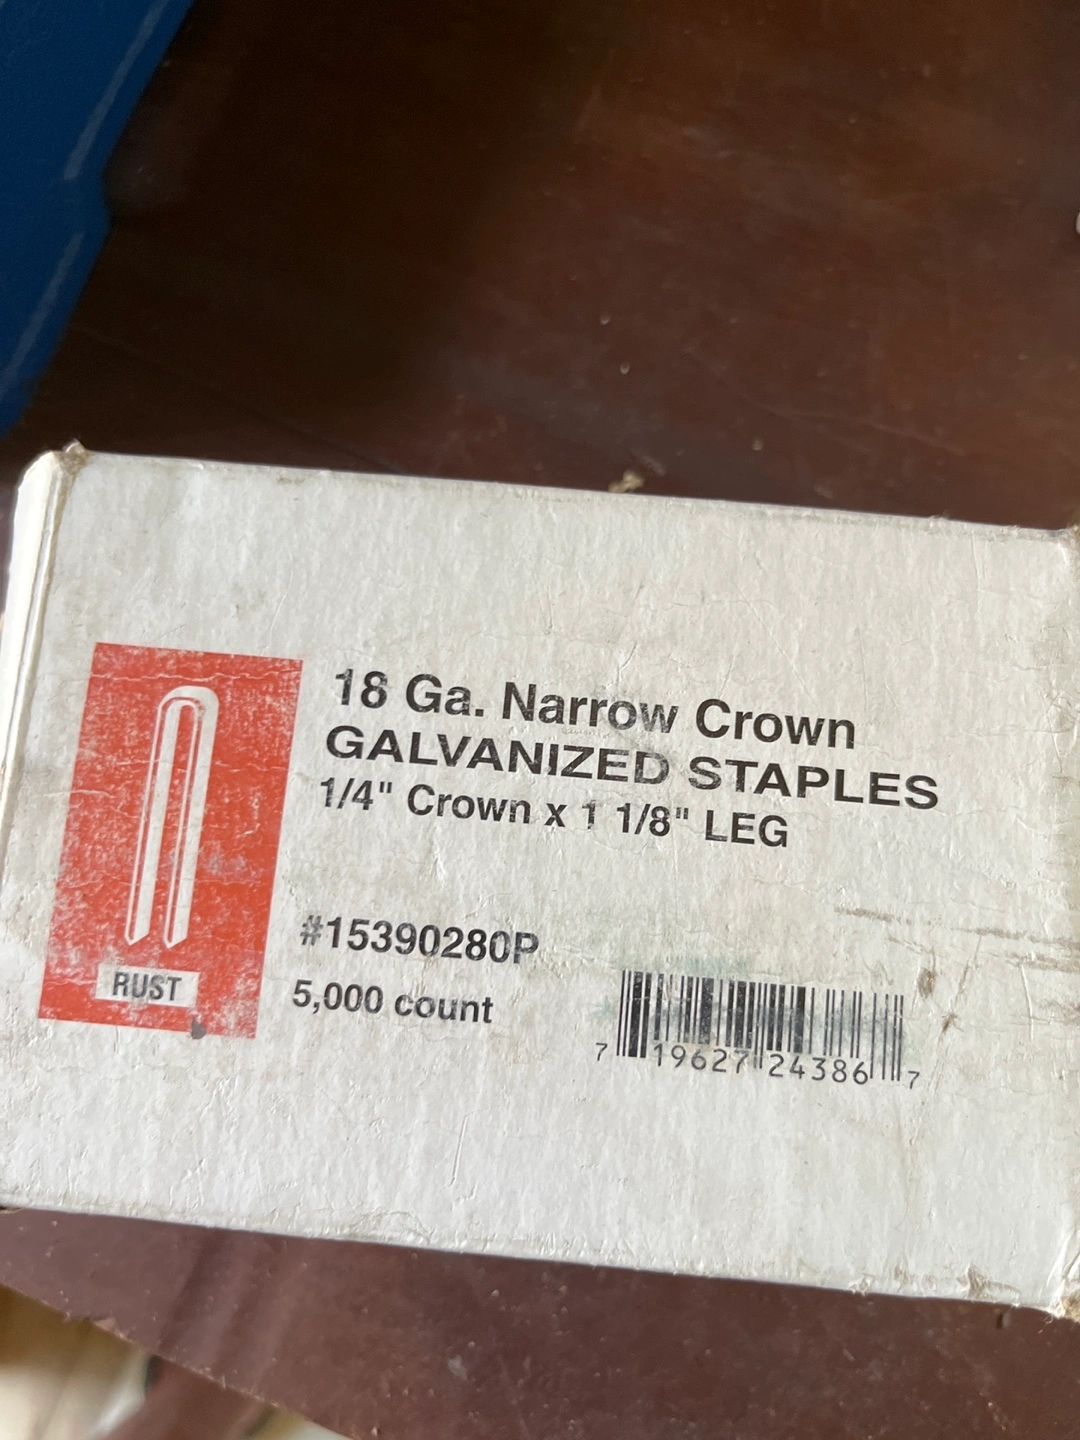 18 Ga. Narrow Crown
GALVANIZED STAPLES
1/4" Crown x 1 1/8" LEG
#15390280P
5,000 count
RUST
7 19627 24386 7